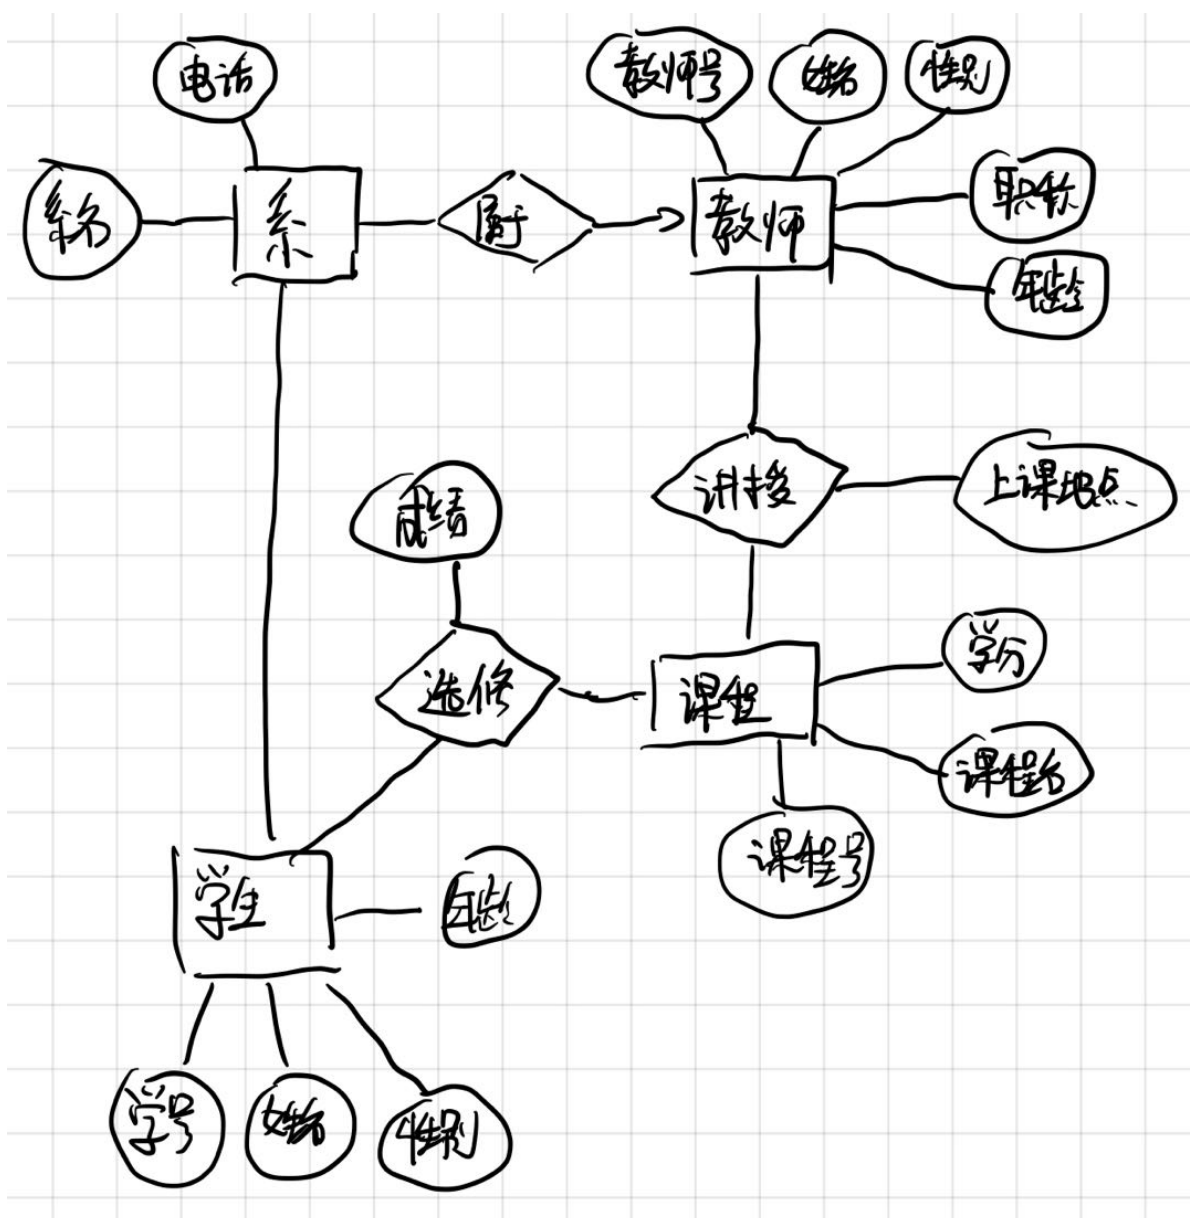 电话
教师号
姓名
性别
系名
系
属于
教师
职称
年龄
讲授
上课地点
成绩
选修
课程
学分
课程名
课程号
学生
年龄
学号
姓名
性别